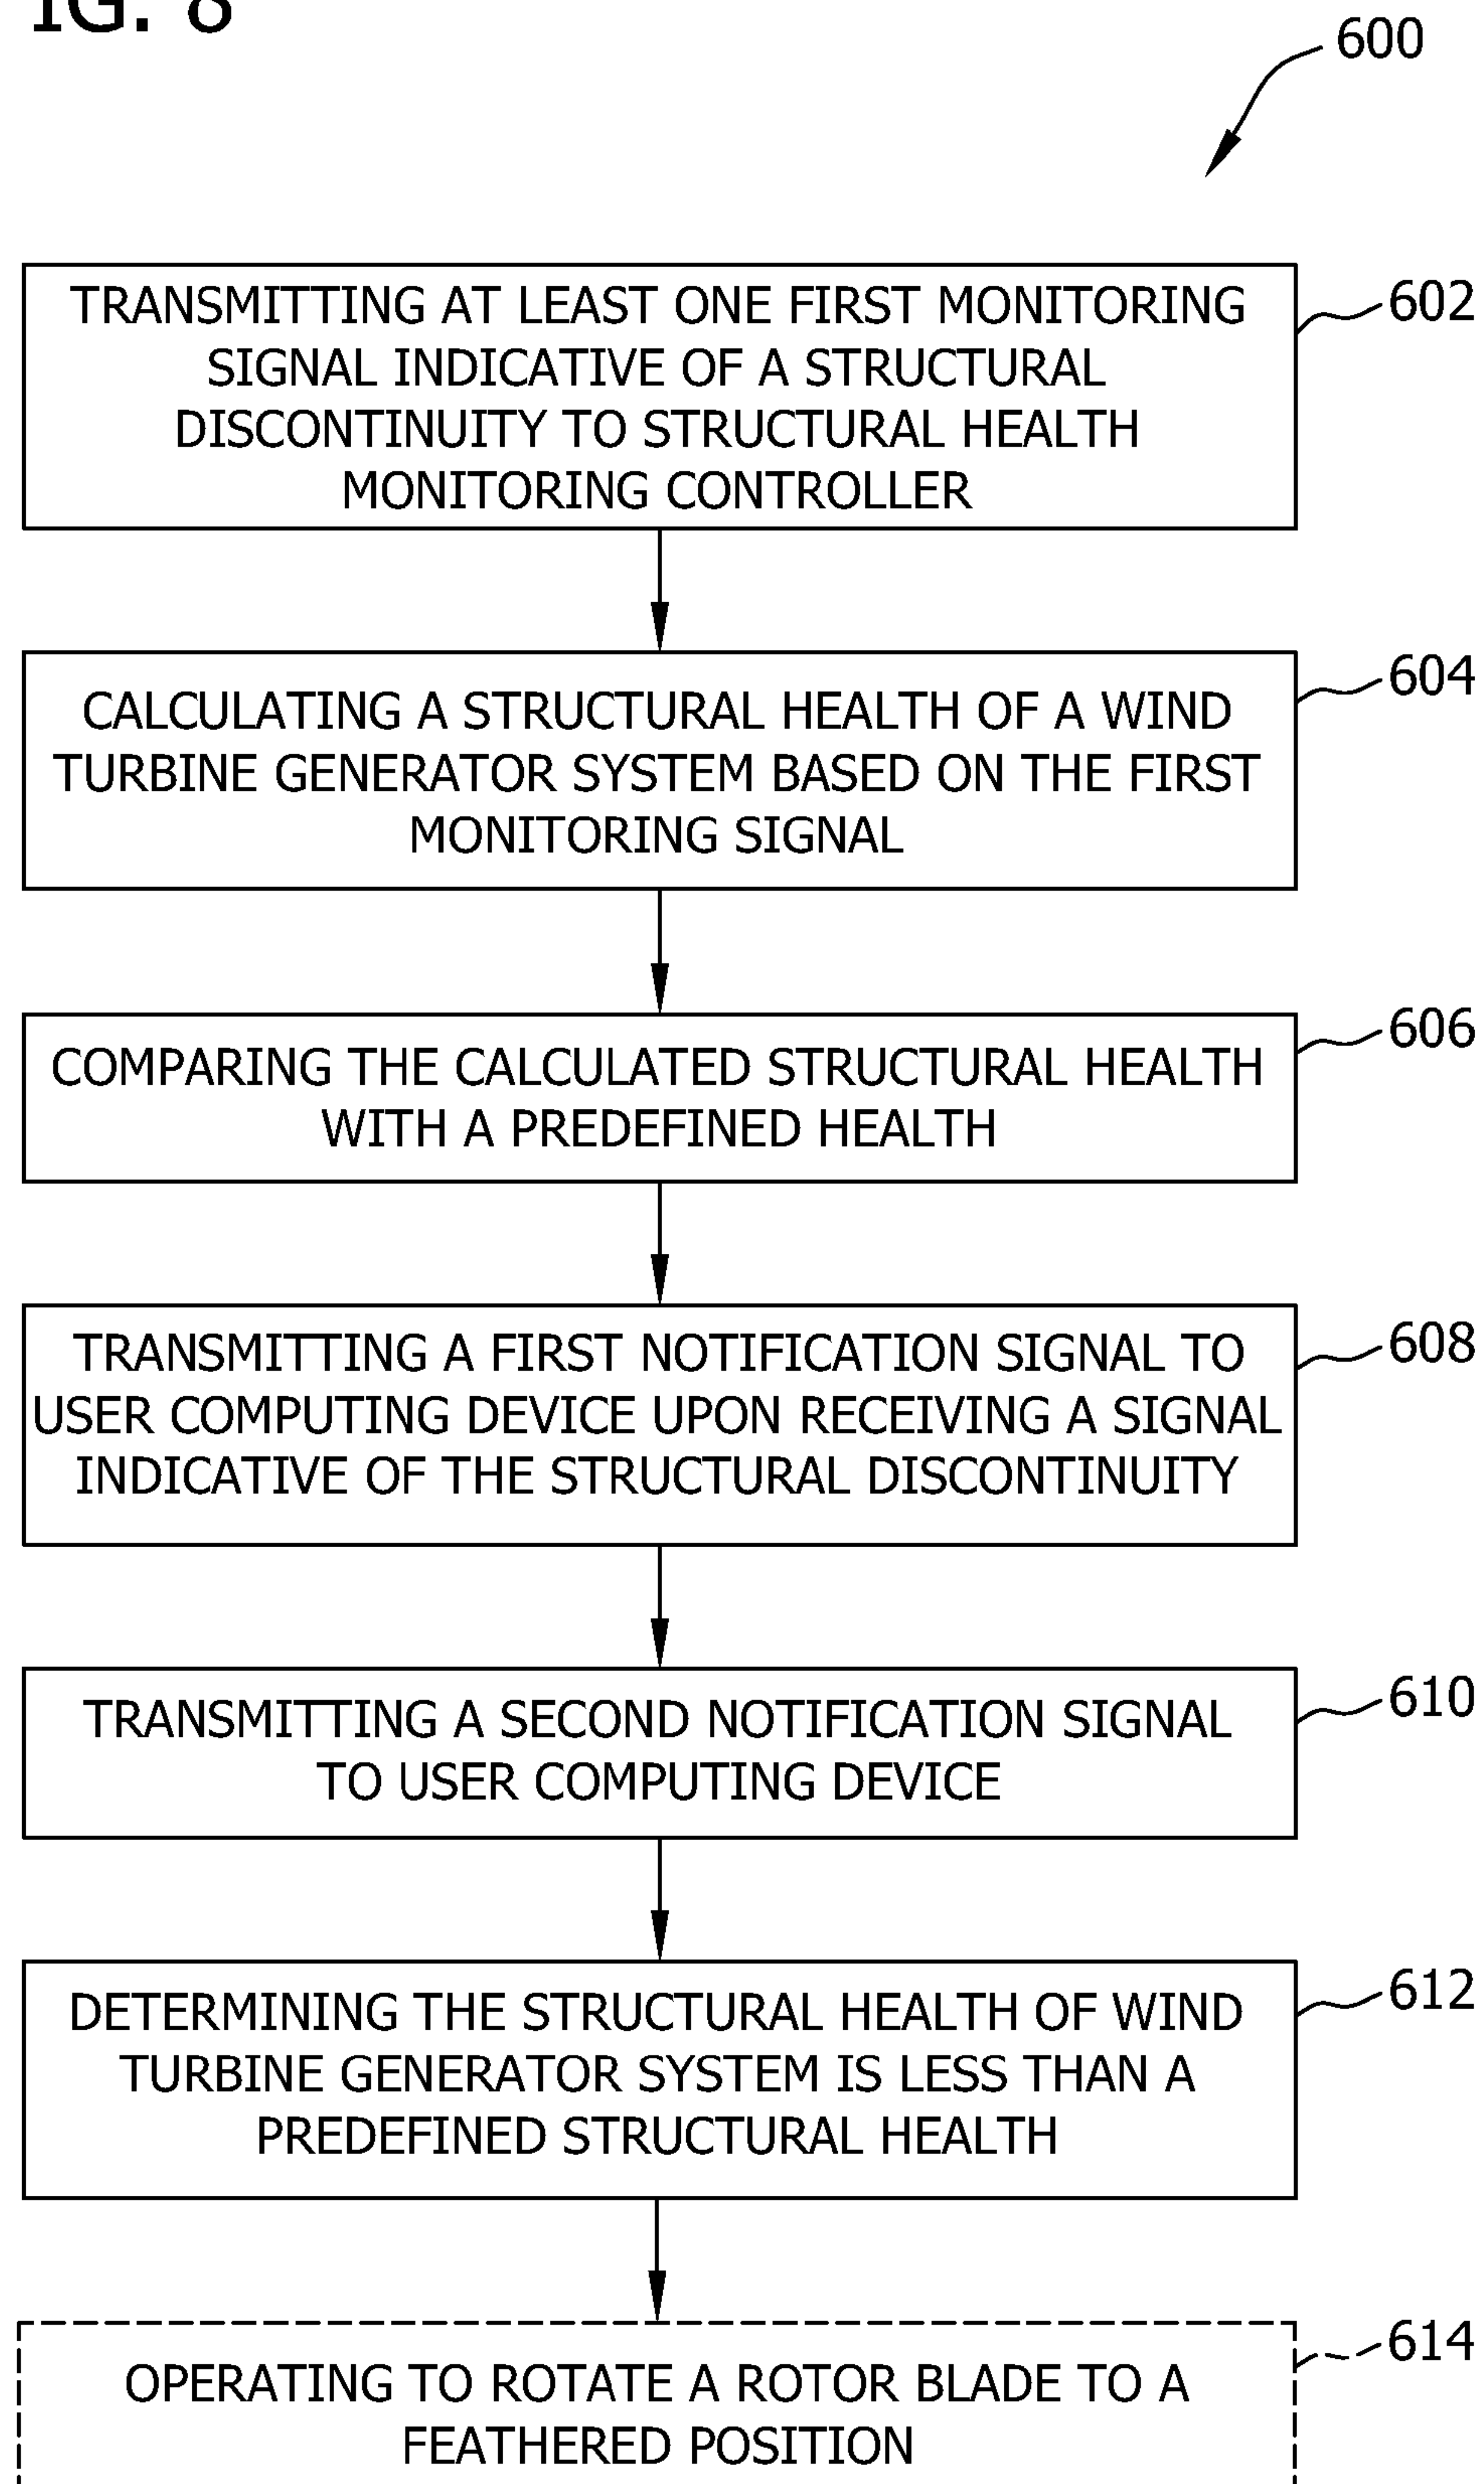 IG. 8
600
TRANSMITTING AT LEAST ONE FIRST MONITORING
SIGNAL INDICATIVE OF A STRUCTURAL
DISCONTINUITY TO STRUCTURAL HEALTH
MONITORING CONTROLLER
602
CALCULATING A STRUCTURAL HEALTH OF A WIND
TURBINE GENERATOR SYSTEM BASED ON THE FIRST
MONITORING SIGNAL
604
COMPARING THE CALCULATED STRUCTURAL HEALTH
WITH A PREDEFINED HEALTH
606
TRANSMITTING A FIRST NOTIFICATION SIGNAL TO
USER COMPUTING DEVICE UPON RECEIVING A SIGNAL
INDICATIVE OF THE STRUCTURAL DISCONTINUITY
608
TRANSMITTING A SECOND NOTIFICATION SIGNAL
TO USER COMPUTING DEVICE
610
DETERMINING THE STRUCTURAL HEALTH OF WIND
TURBINE GENERATOR SYSTEM IS LESS THAN A
PREDEFINED STRUCTURAL HEALTH
612
OPERATING TO ROTATE A ROTOR BLADE TO A
FEATHERED POSITION
614